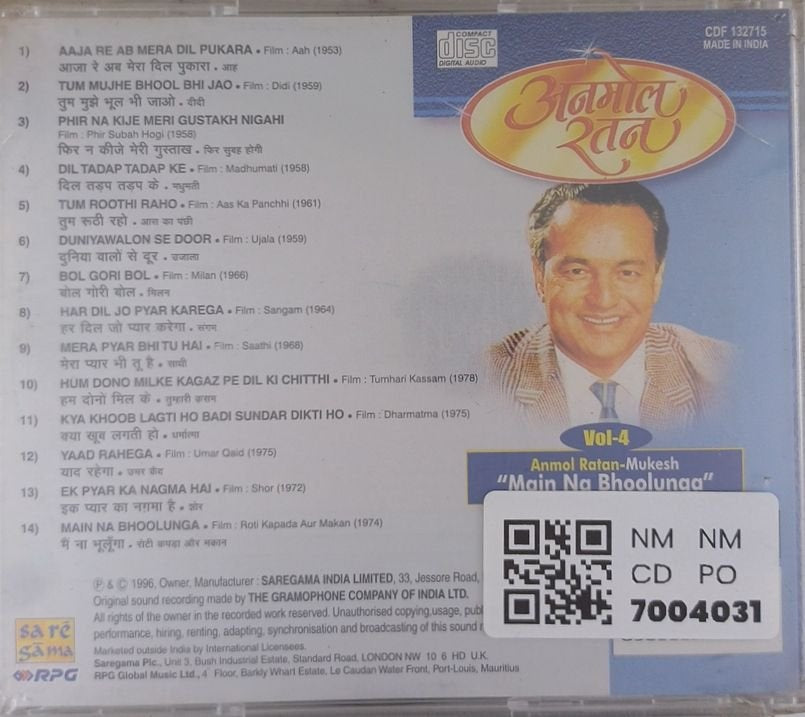 1) AAJA RE AB MERA DIL PUKARA • Film : Aah (1953)
आजा रे अब मेरा दिल पुकारा • आह
2) TUM MUJHE BHOOL BHI JAO • Film : Didi (1959)
तुम मुझे भूल भी जाओ • दीदी
3) PHIR NA KIJE MERI GUSTAKH NIGAHI
Film : Phir Subah Hogi (1958)
फिर न कीजे मेरी गुस्ताख • फिर सुबह होगी
4) DIL TADAP TADAP KE • Film : Madhumati (1958)
दिल तड़प तड़प के • मधुमती
5) TUM ROOTHI RAHO • Film : Aas Ka Panchhi (1961)
तुम रूठी रहो • आस का पंछी
6) DUNIYAWALON SE DOOR • Film : Ujala (1959)
दुनिया वालों से दूर • उजाला
7) BOL GORI BOL • Film : Milan (1966)
बोल गोरी बोल • मिलन
8) HAR DIL JO PYAR KAREGA • Film : Sangam (1964)
हर दिल जो प्यार करेगा • संगम
9) MERA PYAR BHI TU HAI • Film : Saathi (1968)
मेरा प्यार भी तू है • साथी
10) HUM DONO MILKE KAGAZ PE DIL KI CHITTHI • Film : Tumhari Kassam (1978)
हम दोनों मिल के • तुम्हारी कसम
11) KYA KHOOB LAGTI HO BADI SUNDAR DIKTI HO • Film : Dharmatma (1975)
क्या खूब लगती हो • धर्मात्मा
12) YAAD RAHEGA • Film : Umar Qaid (1975)
याद रहेगा • उमर कैद
13) EK PYAR KA NAGMA HAI • Film : Shor (1972)
इक प्यार का नग़मा है • शोर
14) MAIN NA BHOOLUNGA • Film : Roti Kapada Aur Makan (1974)
मैं ना भूलूँगा • रोटी कपडा और मकान
COMPACT
disc
DIGITAL AUDIO
CDF 132715
MADE IN INDIA
अनमोल
रतन
Vol-4
Anmol Ratan-Mukesh
"Main Na Bhoolunga"
NM NM
CD PO
7004031
℗ & © 1996, Owner, Manufacturer : SAREGAMA INDIA LIMITED, 33, Jessore Road,
Original sound recording made by THE GRAMOPHONE COMPANY OF INDIA LTD.
All rights of the owner in the recorded work reserved. Unauthorised copying,usage,
performance, hiring, renting, adapting, synchronisation and broadcasting of this sound
Marketed outside India by International Licensees.
Saregama Plc., Unit 3, Bush Industrial Estate, Standard Road, LONDON NW 10 6 HD U.K.
RPG Global Music Ltd., 4 Floor, Barkly Wharf Estate, Le Caudan Water Front, Port-Louis, Mauritius
sa re
ga ma
RPG